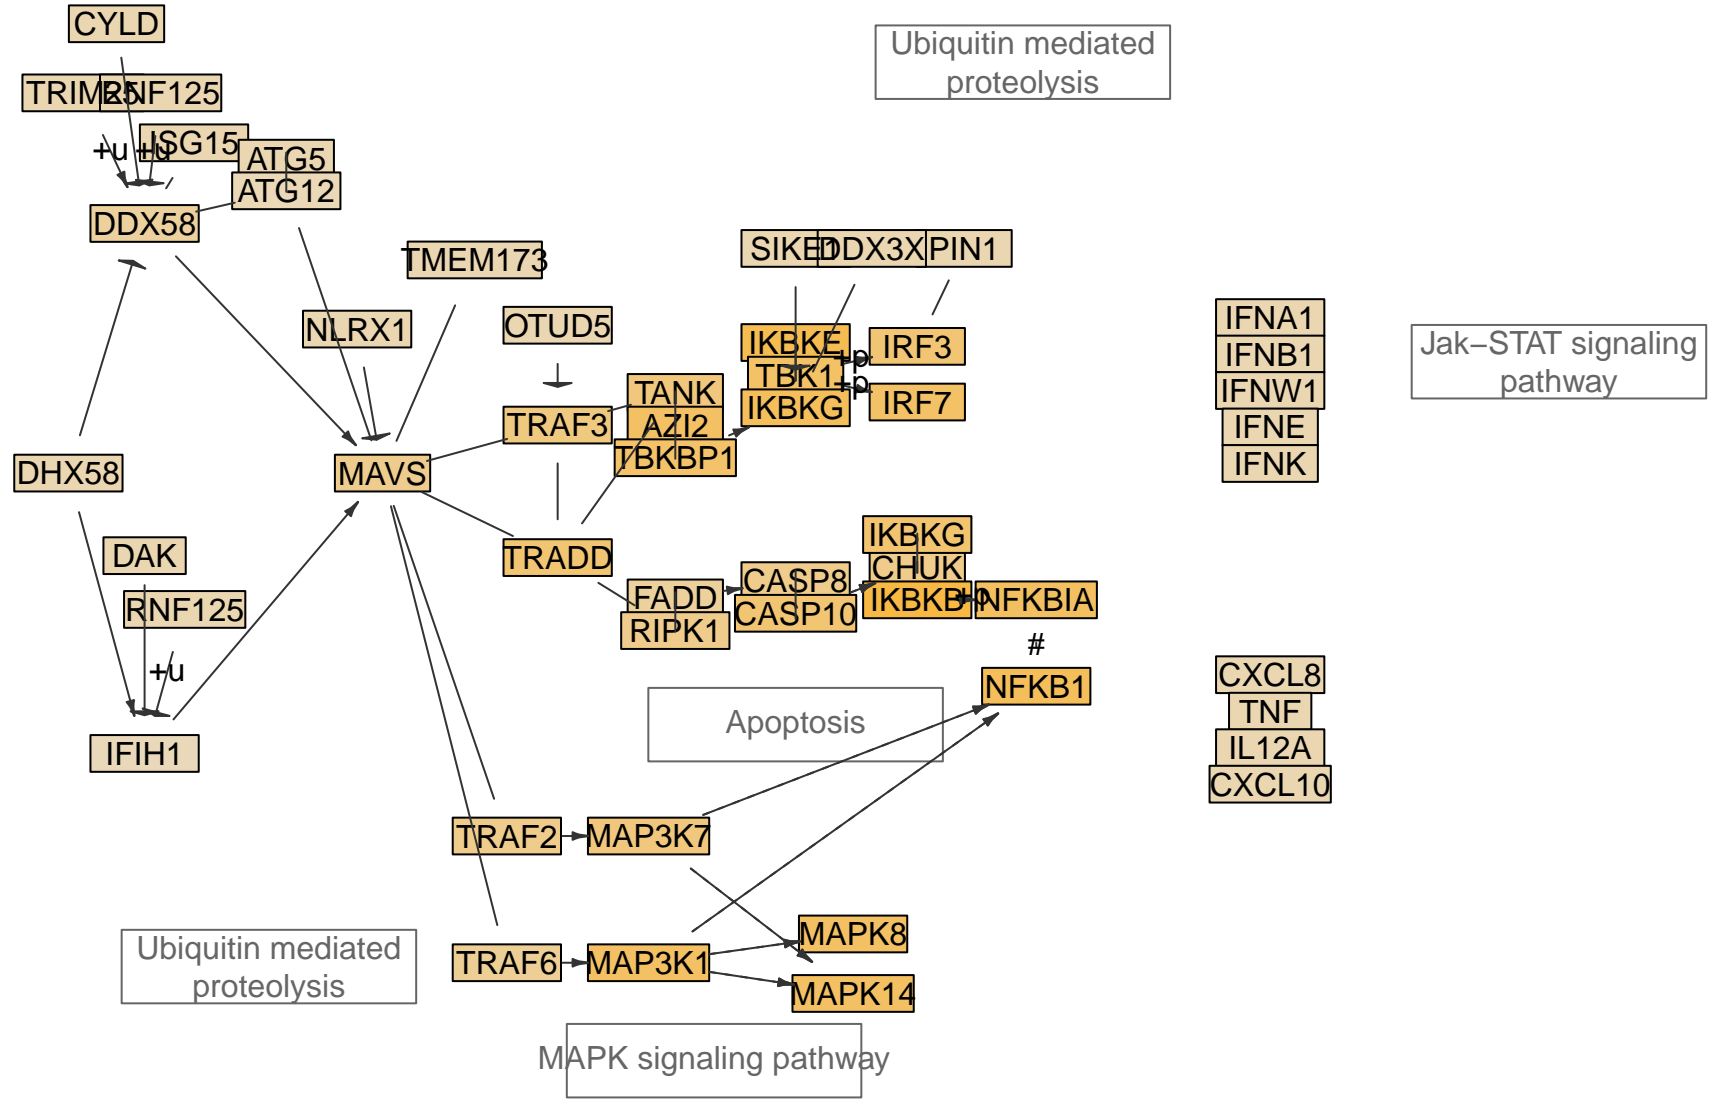 CYLD
Ubiquitin mediated
proteolysis
TRIM25
RNF125
ISG15
+u
+u
ATG5
ATG12
DDX58
TMEM173
SIKE1
DDX3X
PIN1
NLRX1
OTUD5
IKBKE
IRF3
+p
TBK1
+p
IKBKG
IRF7
IFNA1
IFNB1
IFNW1
IFNE
IFNK
Jak−STAT signaling
pathway
TANK
TRAF3
AZI2
TBKBP1
DHX58
MAVS
DAK
RNF125
+u
IFIH1
TRADD
FADD
RIPK1
CASP8
CASP10
IKBKG
CHUK
IKBKB
+p
NFKBIA
#
NFKB1
Apoptosis
CXCL8
TNF
IL12A
CXCL10
TRAF2
MAP3K7
TRAF6
MAP3K1
MAPK8
MAPK14
Ubiquitin mediated
proteolysis
MAPK signaling pathway